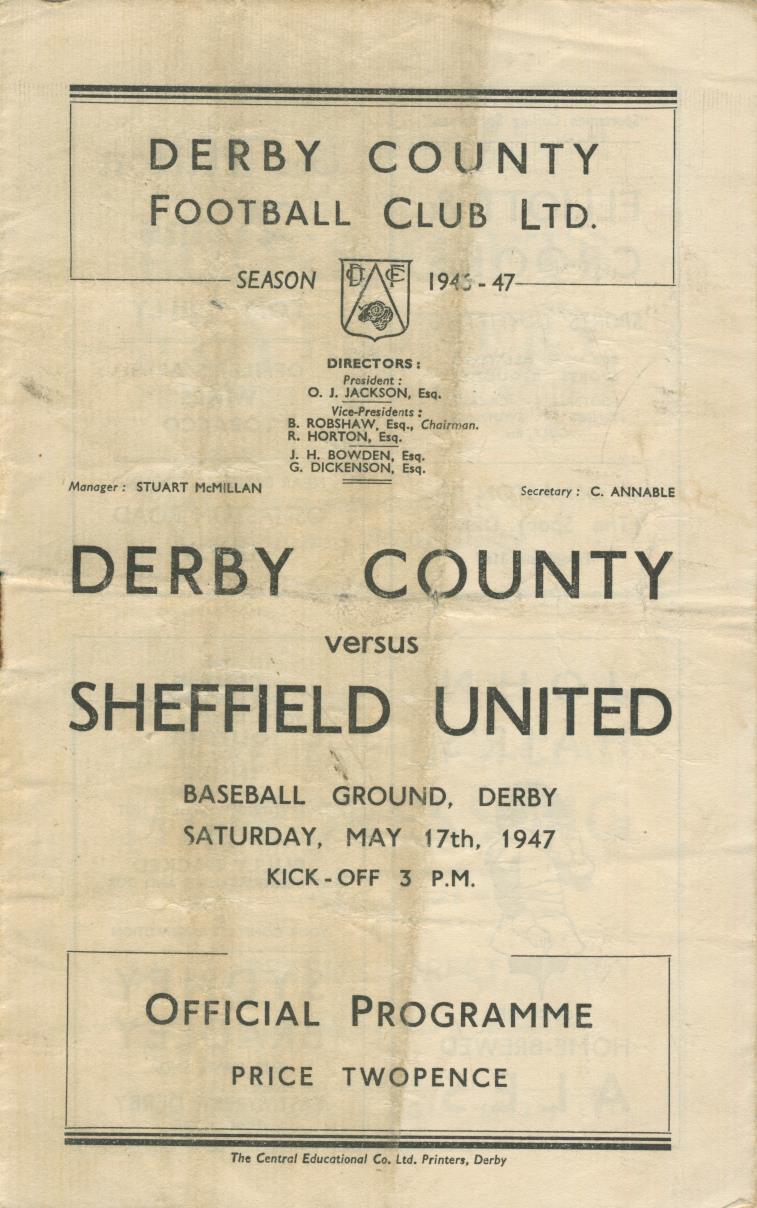 DERBY COUNTY
FOOTBALL CLUB LTD.
SEASON DCFC 1946-47
DIRECTORS:
President:
O. J. JACKSON, Esq.
Vice-Presidents:
B. ROBSHAW, Esq., Chairman.
R. HORTON, Esq.
J. H. BOWDEN, Esq.
G. DICKENSON, Esq.
Manager: STUART McMILLAN Secretary: C. ANNABLE
DERBY COUNTY
versus
SHEFFIELD UNITED
BASEBALL GROUND, DERBY
SATURDAY, MAY 17th, 1947
KICK-OFF 3 P.M.
OFFICIAL PROGRAMME
PRICE TWOPENCE
The Central Educational Co. Ltd. Printers, Derby